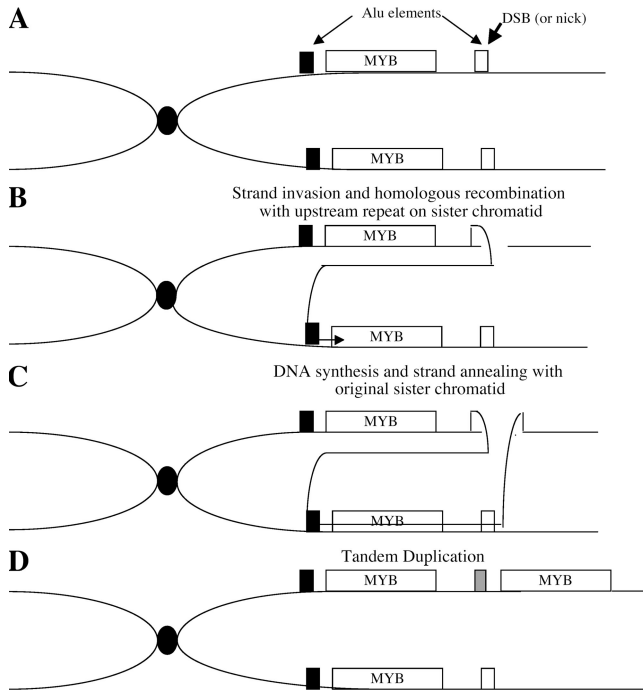 A
Alu elements
DSB (or nick)
MYB
MYB
B
Strand invasion and homologous recombination
with upstream repeat on sister chromatid
MYB
MYB
C
DNA synthesis and strand annealing with
original sister chromatid
MYB
MYB
D
Tandem Duplication
MYB
MYB
MYB